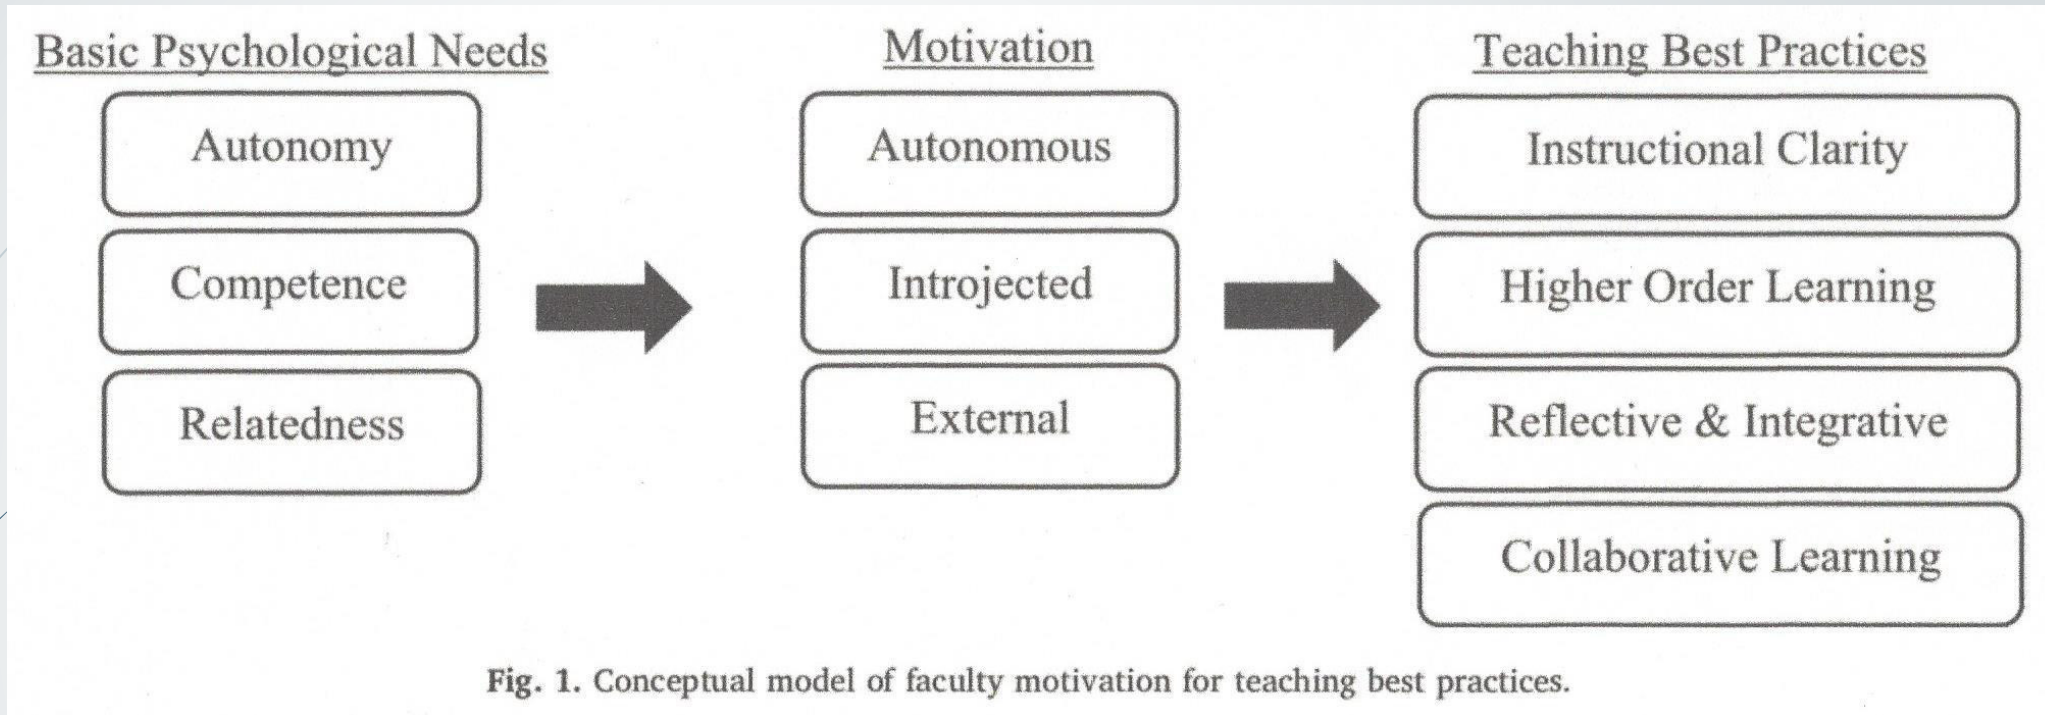 Basic Psychological Needs
Autonomy
Competence
Relatedness
Motivation
Autonomous
Introjected
External
Teaching Best Practices
Instructional Clarity
Higher Order Learning
Reflective & Integrative
Collaborative Learning
Fig. 1. Conceptual model of faculty motivation for teaching best practices.